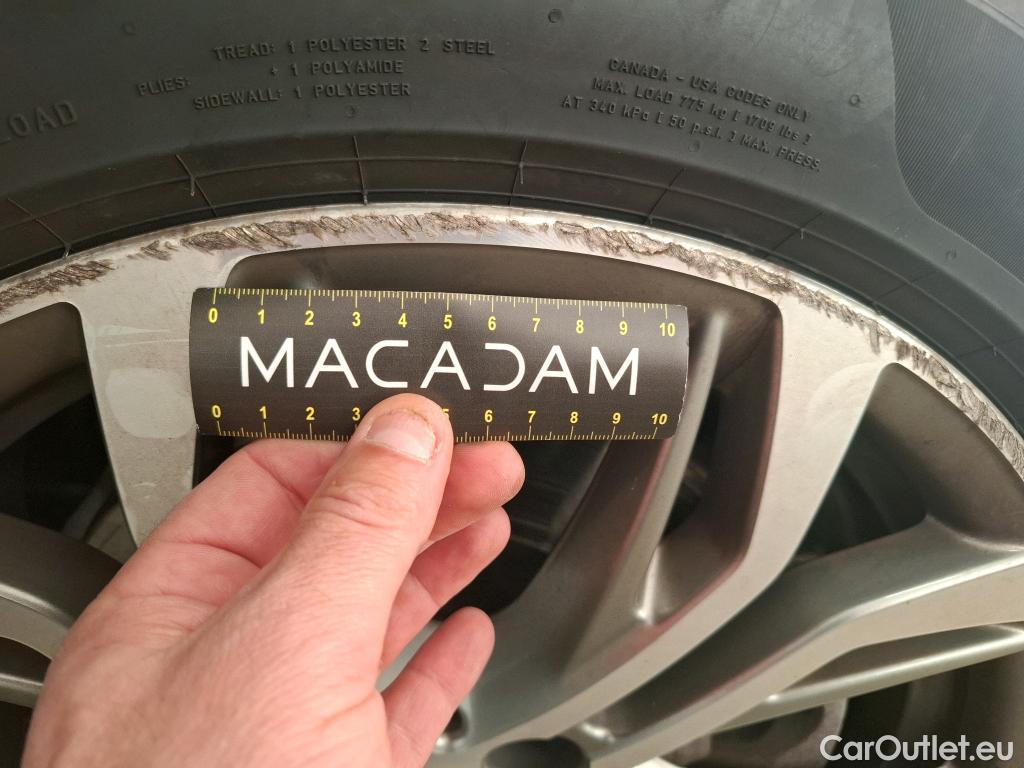 TREAD: 1 POLYESTER 2 STEEL
PLIES: + 1 POLYAMIDE
SIDEWALL: 1 POLYESTER
LOAD
CANADA - USA CODES ONLY
MAX. LOAD 775 kg [ 1709 lbs ]
AT 340 kPa [ 50 p.s.i. ] MAX. PRESS.
0 1 2 3 4 5 6 7 8 9 10
MACADAM
0 1 2 3 5 6 7 8 9 10
CarOutlet.eu